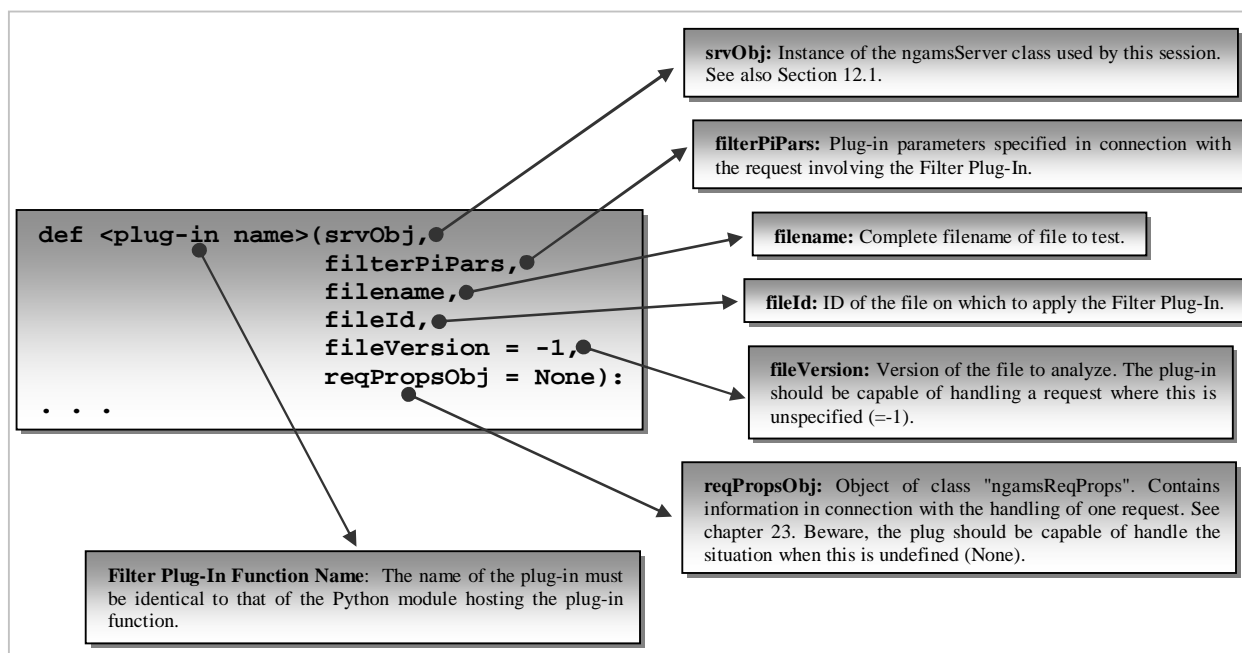 srvObj: Instance of the ngamsServer class used by this session.
See also Section 12.1.
filterPiPars: Plug-in parameters specified in connection with
the request involving the Filter Plug-In.
def <plug-in name>(srvObj,
filterPiPars,
filename,
fileId,
fileVersion = -1,
reqPropsObj = None):
. . .
filename: Complete filename of file to test.
fileId: ID of the file on which to apply the Filter Plug-In.
fileVersion: Version of the file to analyze. The plug-in
should be capable of handling a request where this is
unspecified (=-1).
reqPropsObj: Object of class "ngamsReqProps". Contains
information in connection with the handling of one request. See
chapter 23. Beware, the plug should be capable of handle the
situation when this is undefined (None).
Filter Plug-In Function Name: The name of the plug-in must
be identical to that of the Python module hosting the plug-in
function.